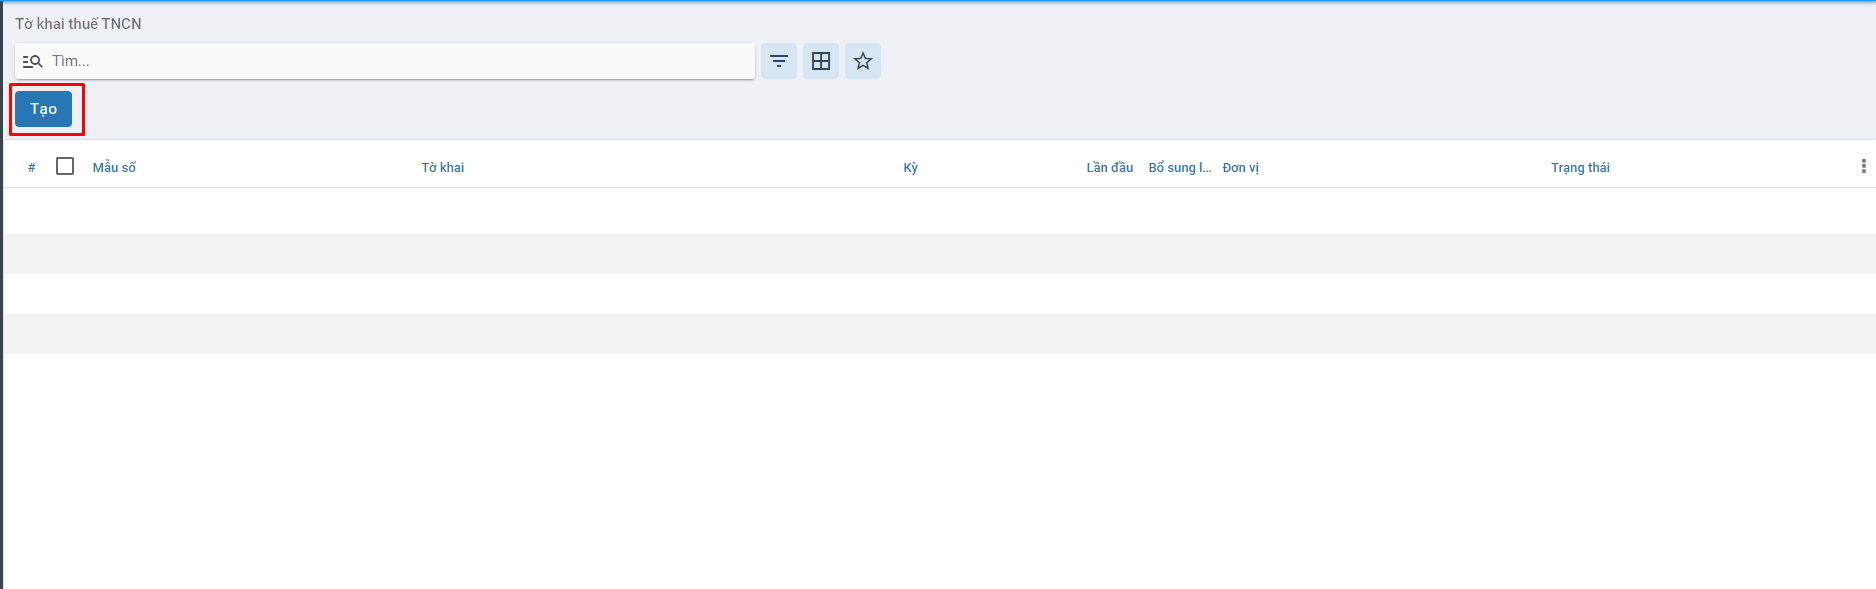 Tờ khai thuế TNCN
Tìm...
Tạo
# Mẫu số Tờ khai Kỳ Lần đầu Bổ sung l... Đơn vị Trạng thái